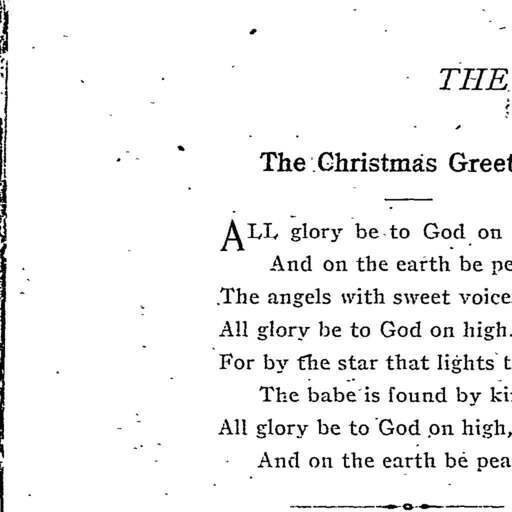 THE
The Christmas Greet
ALL glory be to God on
And on the earth be pe
The angels with sweet voice
All glory be to God on high.
For by the star that lights t
The babe is found by ki
All glory be to God on high,
And on the earth be pea